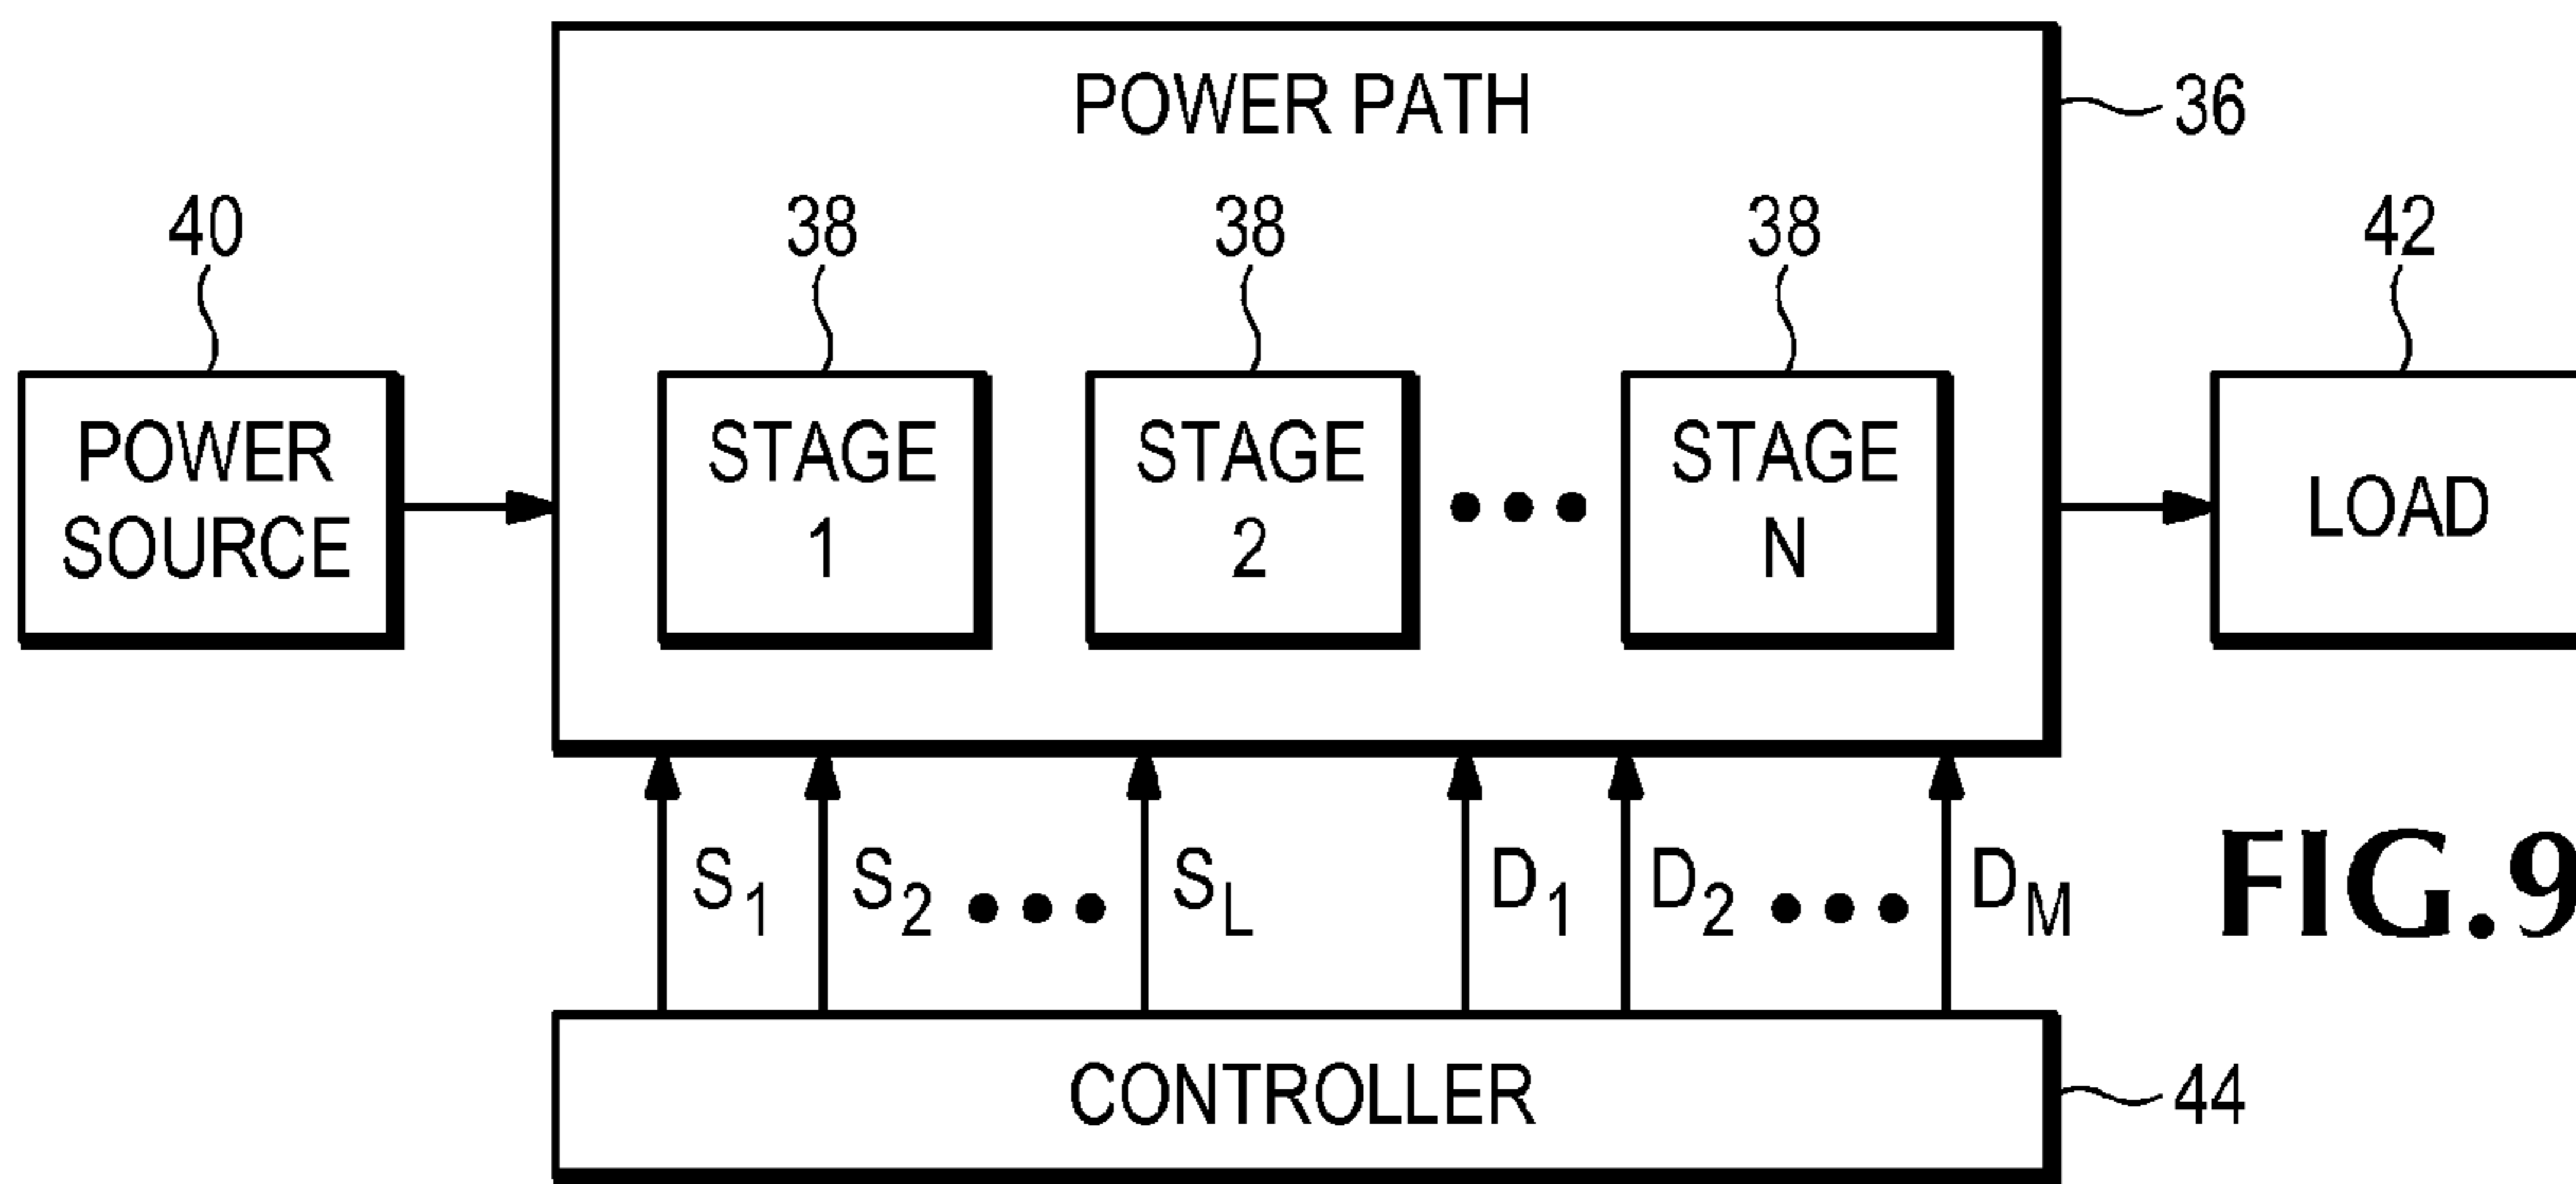 POWER PATH
36
40
38
38
38
42
POWER
SOURCE
STAGE
1
STAGE
2
•••
STAGE
N
LOAD
S1
S2
•••
SL
D1
D2
•••
DM
FIG.9
CONTROLLER
44